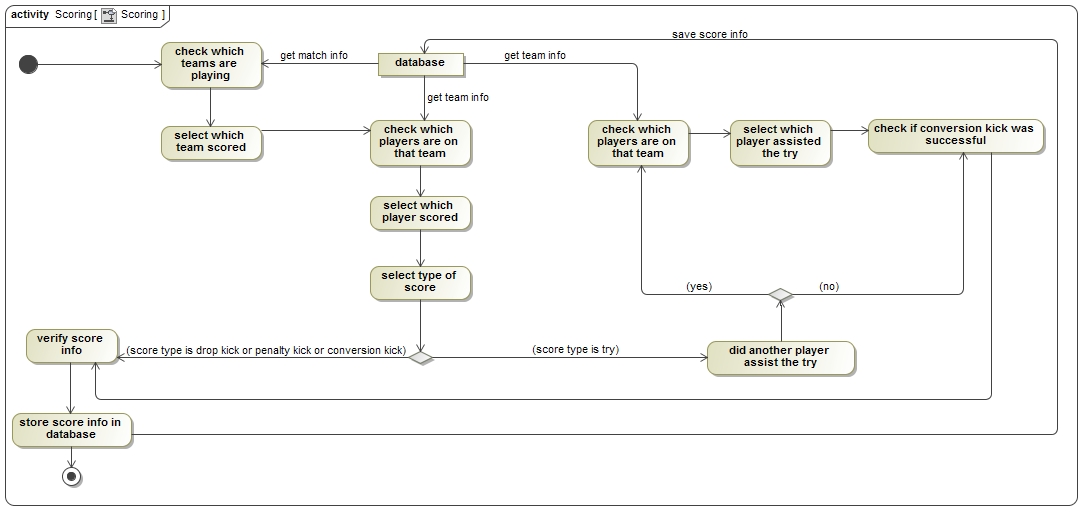 activity Scoring [ Scoring ]
save score info
check which
teams are
playing
get match info
database
get team info
get team info
select which
team scored
check which
players are on
that team
check which
players are on
that team
select which
player assisted
the try
check if conversion kick was
successful
select which
player scored
select type of
score
(yes)
(no)
verify score
info
(score type is drop kick or penalty kick or conversion kick)
(score type is try)
did another player
assist the try
store score info in
database